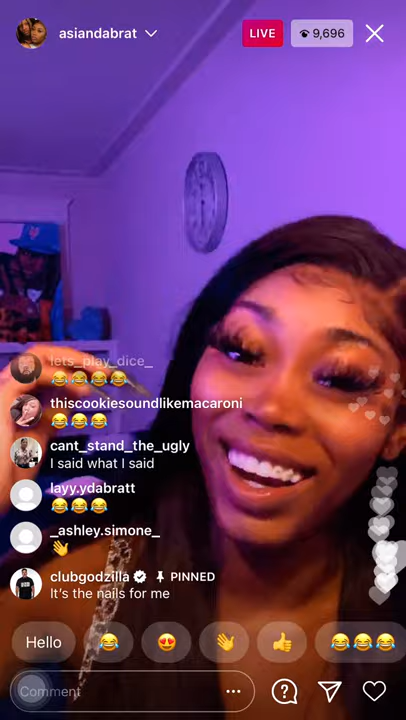 asiandabrat
LIVE
9,696
lets_play_dice_
😂😂😂😂
thiscookiesoundlikemacaroni
😂😂😂
cant_stand_the_ugly
I said what I said
layy.ydabratt
😂😂😂
_ashley.simone_
👋
clubgodzilla PINNED
It's the nails for me
Hello 😂 😍 👋 👍 😂😂😂
Comment ...